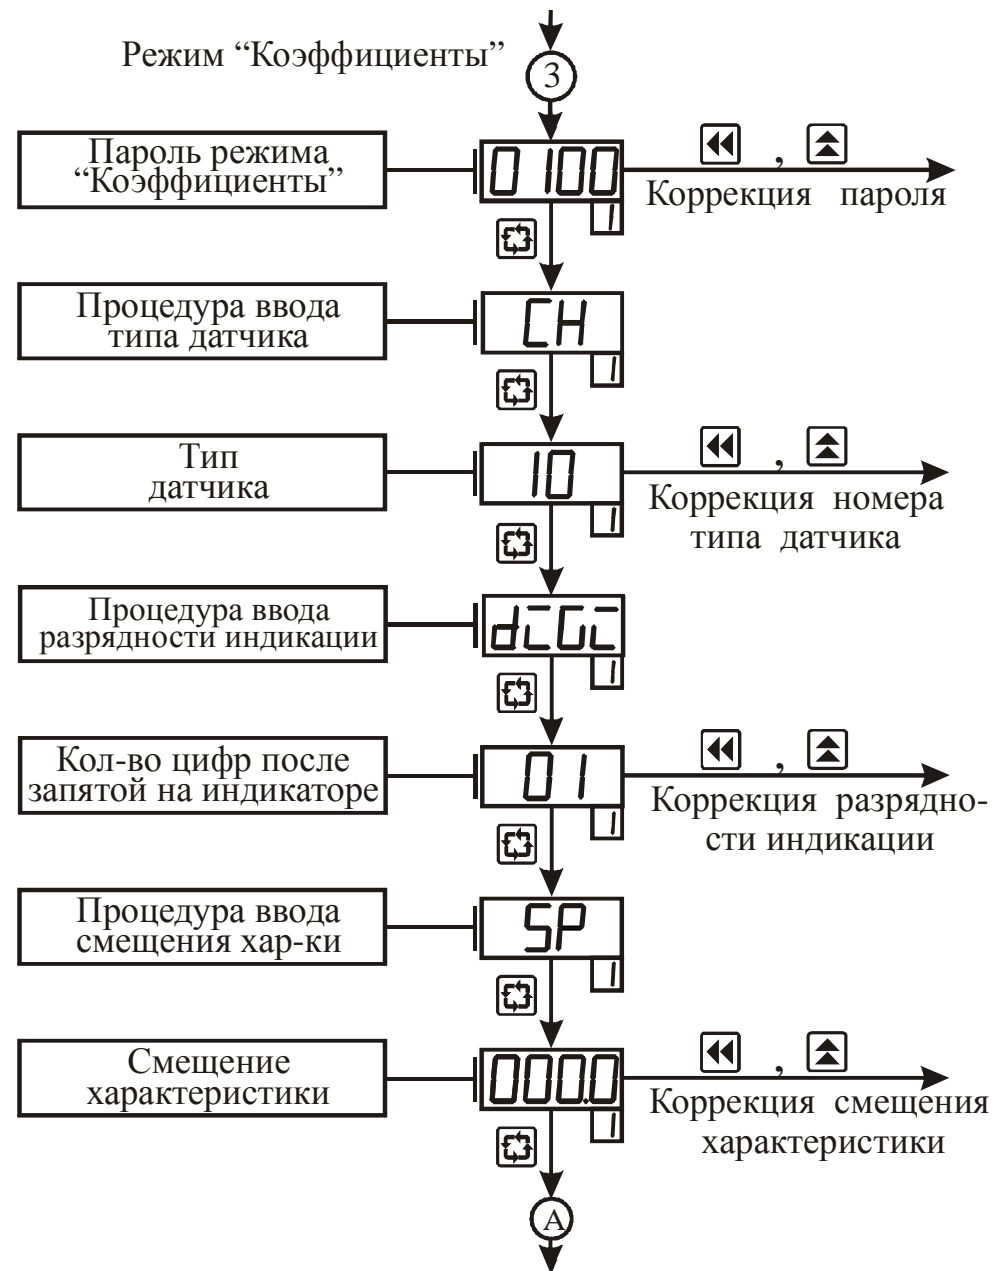 Режим “Коэффициенты”
3
Пароль режима
“Коэффициенты”
0100
1
,
Коррекция пароля
Процедура ввода
типа датчика
CH
1
Тип
датчика
10
1
,
Коррекция номера
типа датчика
Процедура ввода
разрядности индикации
1
Кол-во цифр после
запятой на индикаторе
01
1
,
Коррекция разрядно-
сти индикации
Процедура ввода
смещения хар-ки
SP
1
Смещение
характеристики
000.0
1
,
Коррекция смещения
характеристики
А